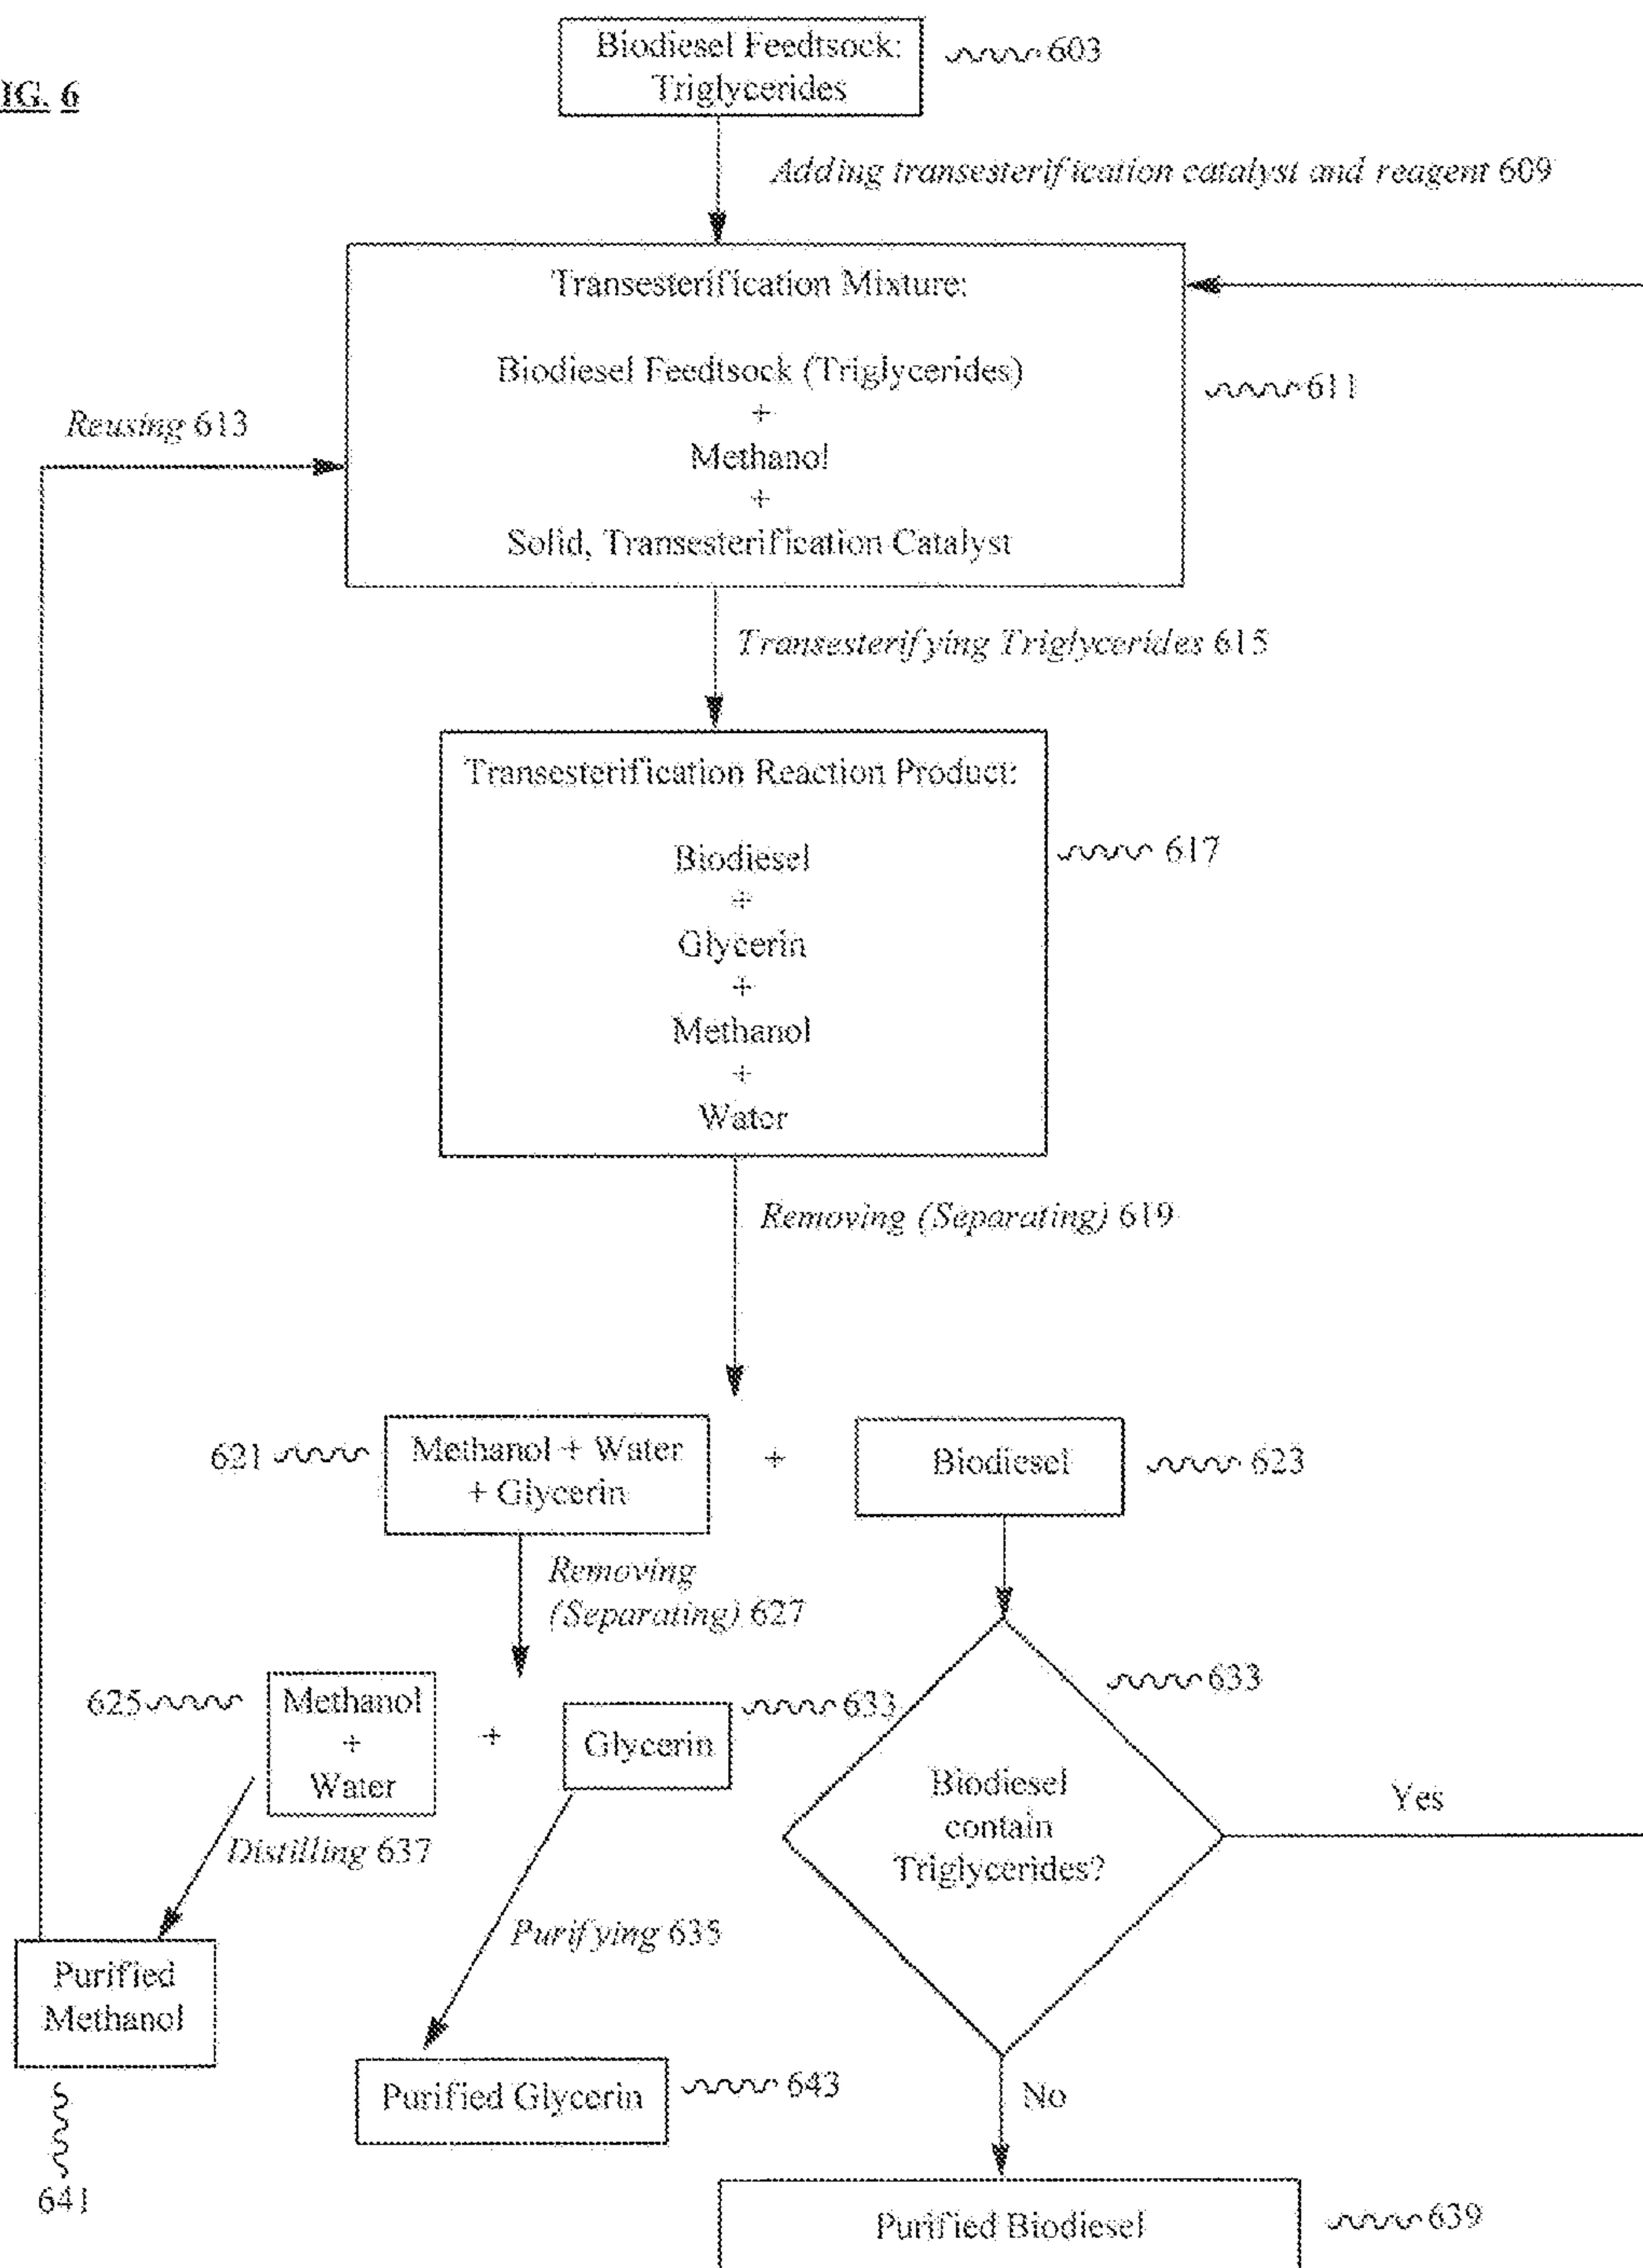 IG. 6
Biodiesel Feedtsock:
Triglycerides
603
Adding transesterification catalyst and reagent 609
Transesterification Mixture:
Biodiesel Feedtsock (Triglycerides)
+
Methanol
+
Solid, Transesterification Catalyst
611
Reusing 613
Transesterifying Triglycerides 615
Transesterification Reaction Product:
Biodiesel
+
Glycerin
+
Methanol
+
Water
617
Removing (Separating) 619
621
Methanol + Water
+ Glycerin
+
Biodiesel
623
Removing
(Separating) 627
625
Methanol
+
Water
+
Glycerin
633
633
Biodiesel
contain
Triglycerides?
Yes
Distilling 637
Purifying 635
Purified
Methanol
641
Purified Glycerin
643
No
Purified Biodiesel
639